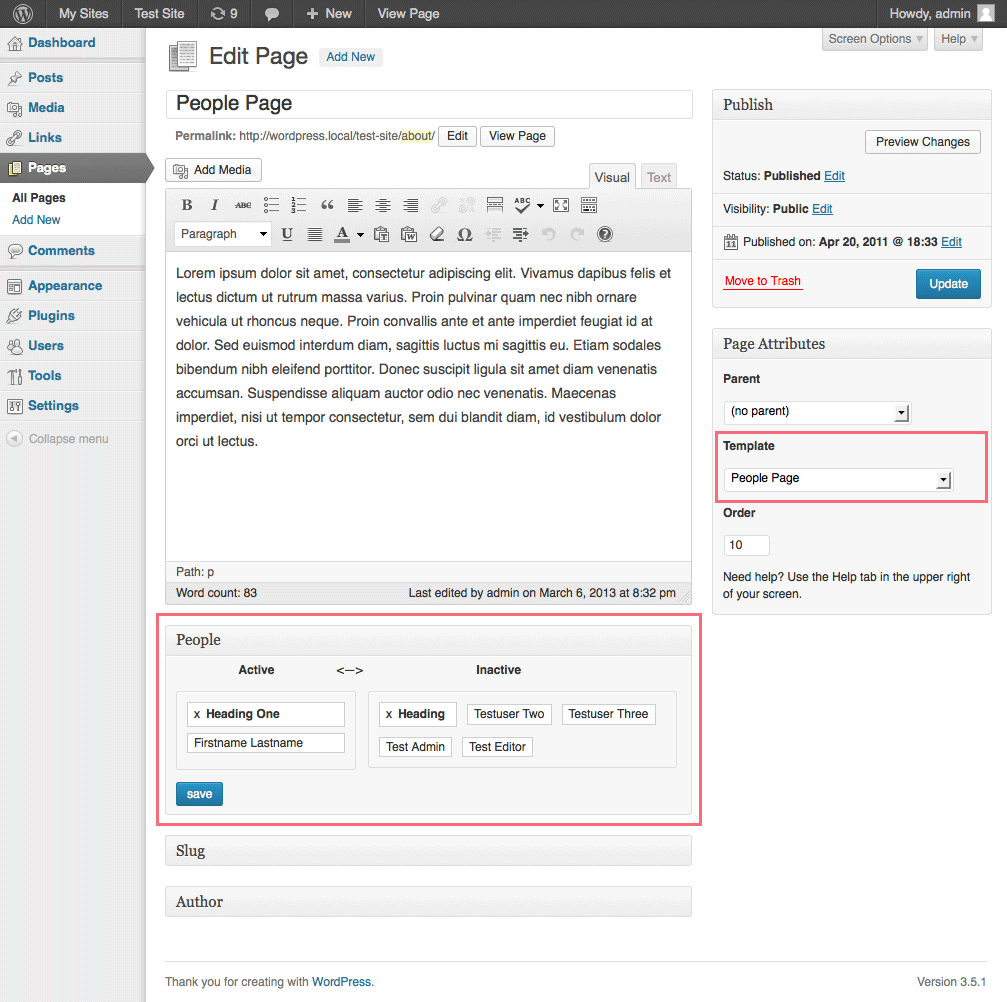 My Sites Test Site 9 New View Page Howdy, admin
Dashboard
Posts
Media
Links
Pages
All Pages
Add New
Comments
Appearance
Plugins
Users
Tools
Settings
Collapse menu
Screen Options Help
Edit Page Add New
People Page
Permalink: http://wordpress.local/test-site/about/ Edit View Page
Add Media
Visual Text
B I ABC ABC
Paragraph U A Ω
Lorem ipsum dolor sit amet, consectetur adipiscing elit. Vivamus dapibus felis et
lectus dictum ut rutrum massa varius. Proin pulvinar quam nec nibh ornare
vehicula ut rhoncus neque. Proin convallis ante et ante imperdiet feugiat id at
dolor. Sed euismod interdum diam, sagittis luctus mi sagittis eu. Etiam sodales
bibendum nibh eleifend porttitor. Donec suscipit ligula sit amet diam venenatis
accumsan. Suspendisse aliquam auctor odio nec venenatis. Maecenas
imperdiet, nisi ut tempor consectetur, sem dui blandit diam, id vestibulum dolor
orci ut lectus.
Path: p
Word count: 83 Last edited by admin on March 6, 2013 at 8:32 pm
People
Active <—> Inactive
x Heading One
Firstname Lastname
x Heading Testuser Two Testuser Three
Test Admin Test Editor
save
Slug
Author
Publish
Preview Changes
Status: Published Edit
Visibility: Public Edit
Published on: Apr 20, 2011 @ 18:33 Edit
Move to Trash Update
Page Attributes
Parent
(no parent)
Template
People Page
Order
10
Need help? Use the Help tab in the upper right
of your screen.
Thank you for creating with WordPress. Version 3.5.1